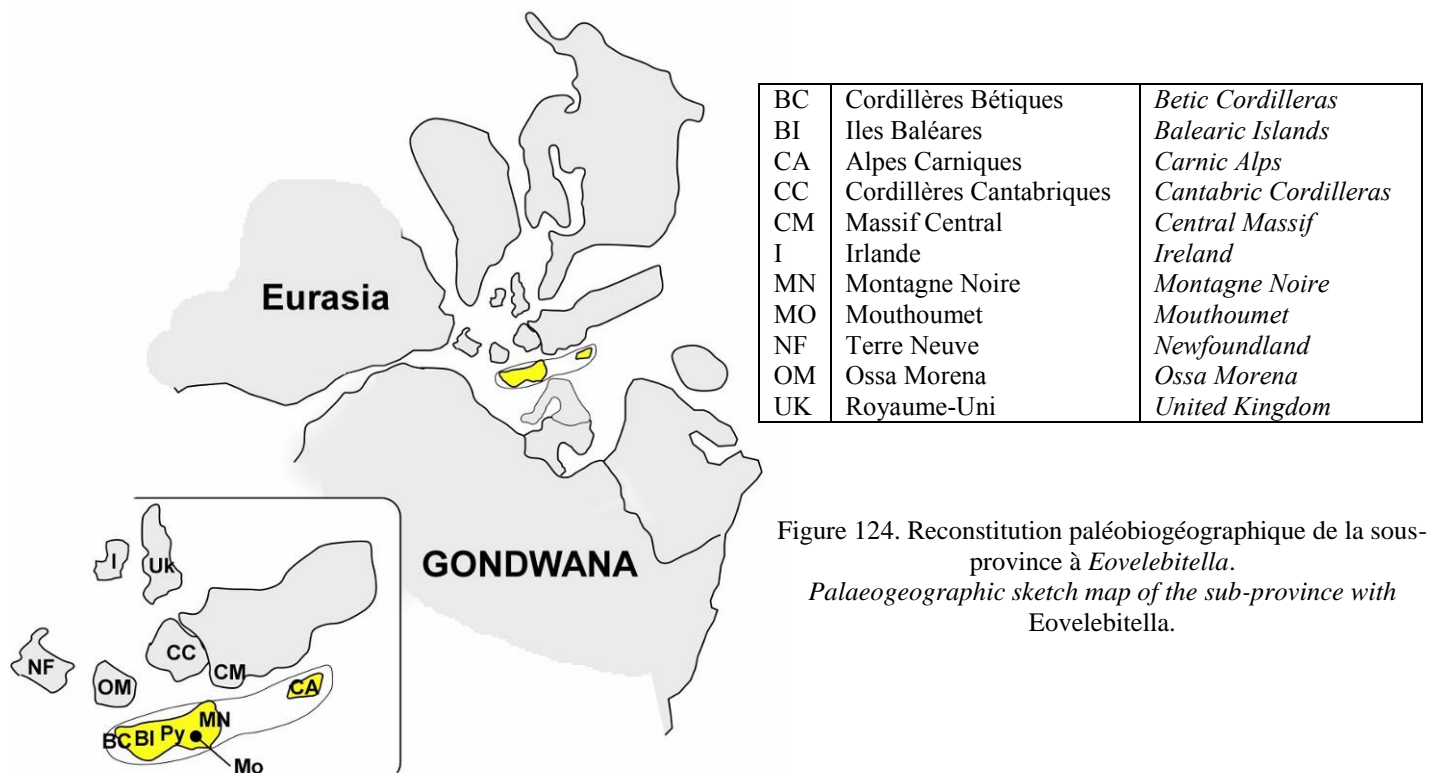 BC Cordillères Bétiques Betic Cordilleras
BI Iles Baléares Balearic Islands
CA Alpes Carniques Carnic Alps
CC Cordillères Cantabriques Cantabric Cordilleras
CM Massif Central Central Massif
I Irlande Ireland
MN Montagne Noire Montagne Noire
MO Mouthoumet Mouthoumet
NF Terre Neuve Newfoundland
OM Ossa Morena Ossa Morena
UK Royaume-Uni United Kingdom
Eurasia
GONDWANA
I
Uk
CC
NF
CM
OM
CA
MN
BC BI Py
Mo
Figure 124. Reconstitution paléobiogéographique de la sous-
province à Eovelebitella.
Palaeogeographic sketch map of the sub-province with
Eovelebitella.